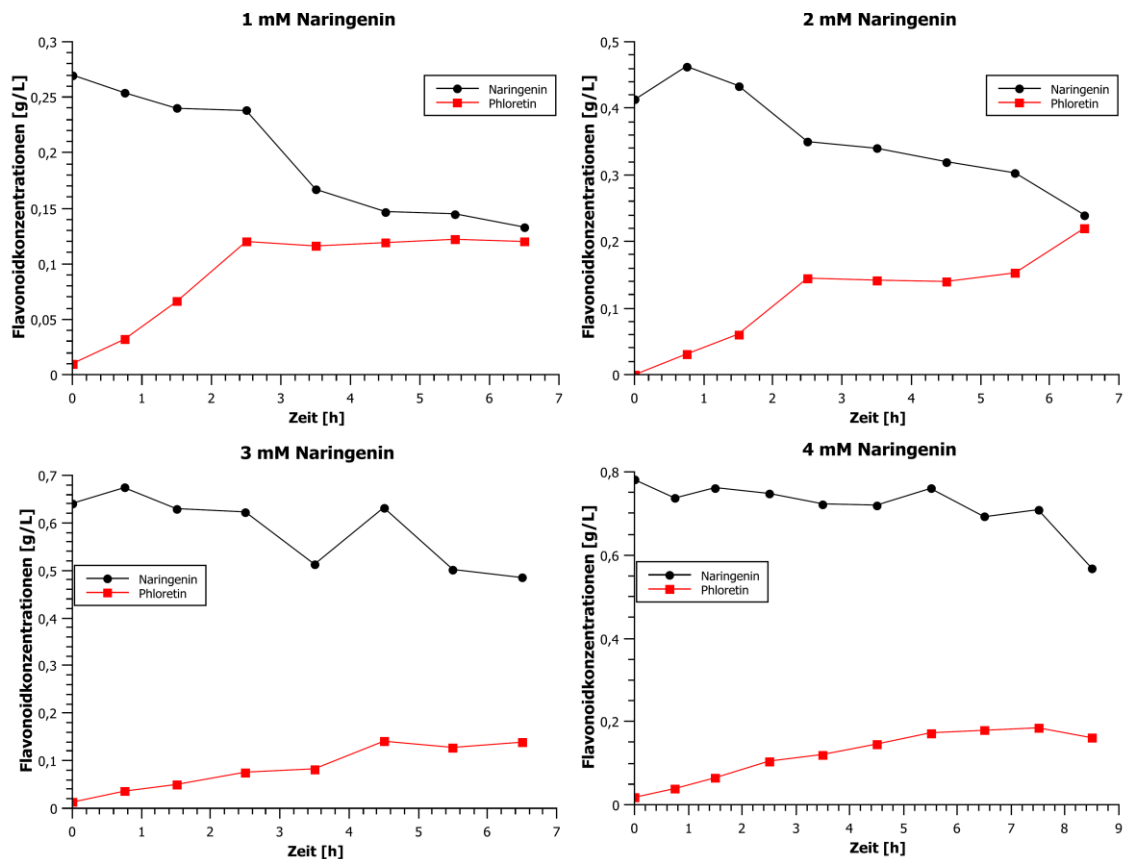 1 mM Naringenin
Flavonoidkonzentrationen [g/L]
0,3
0,25
0,2
0,15
0,1
0,05
0
Naringenin
Phloretin
0 1 2 3 4 5 6 7
Zeit [h]
2 mM Naringenin
Flavonoidkonzentrationen [g/L]
0,5
0,4
0,3
0,2
0,1
0
Naringenin
Phloretin
0 1 2 3 4 5 6 7
Zeit [h]
3 mM Naringenin
Flavonoidkonzentrationen [g/L]
0,7
0,6
0,5
0,4
0,3
0,2
0,1
0
Naringenin
Phloretin
0 1 2 3 4 5 6 7
Zeit [h]
4 mM Naringenin
Flavonoidkonzentrationen [g/L]
0,8
0,6
0,4
0,2
0
Naringenin
Phloretin
0 1 2 3 4 5 6 7 8 9
Zeit [h]